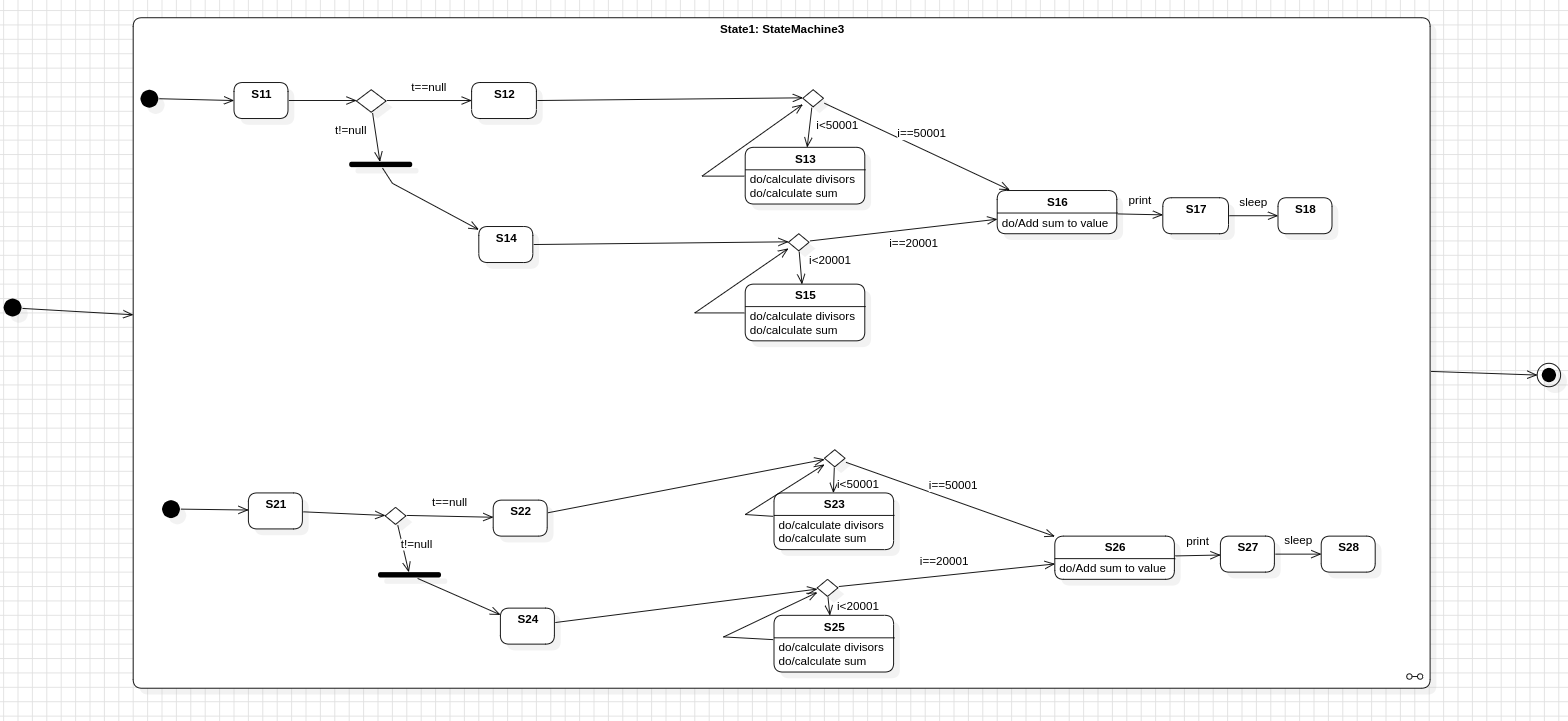 State1: StateMachine3
S11
t==null
S12
t!=null
i<50001
i==50001
S13
do/calculate divisors
do/calculate sum
S16
do/Add sum to value
print
S17
sleep
S18
S14
i==20001
i<20001
S15
do/calculate divisors
do/calculate sum
S21
t==null
S22
t!=null
i<50001
i==50001
S23
do/calculate divisors
do/calculate sum
S26
do/Add sum to value
print
S27
sleep
S28
i==20001
S24
i<20001
S25
do/calculate divisors
do/calculate sum